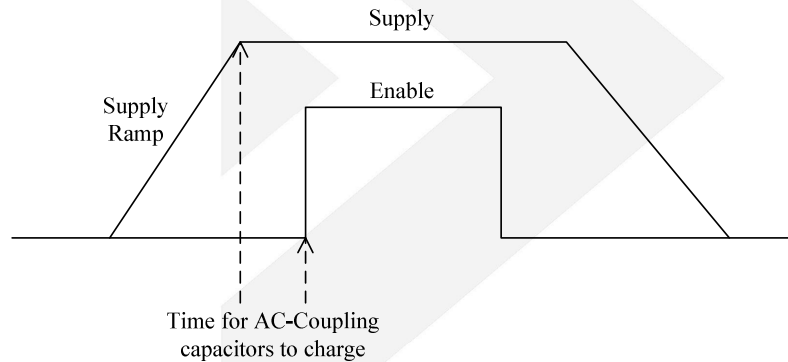 Supply
Enable
Supply
Ramp
Time for AC-Coupling
capacitors to charge